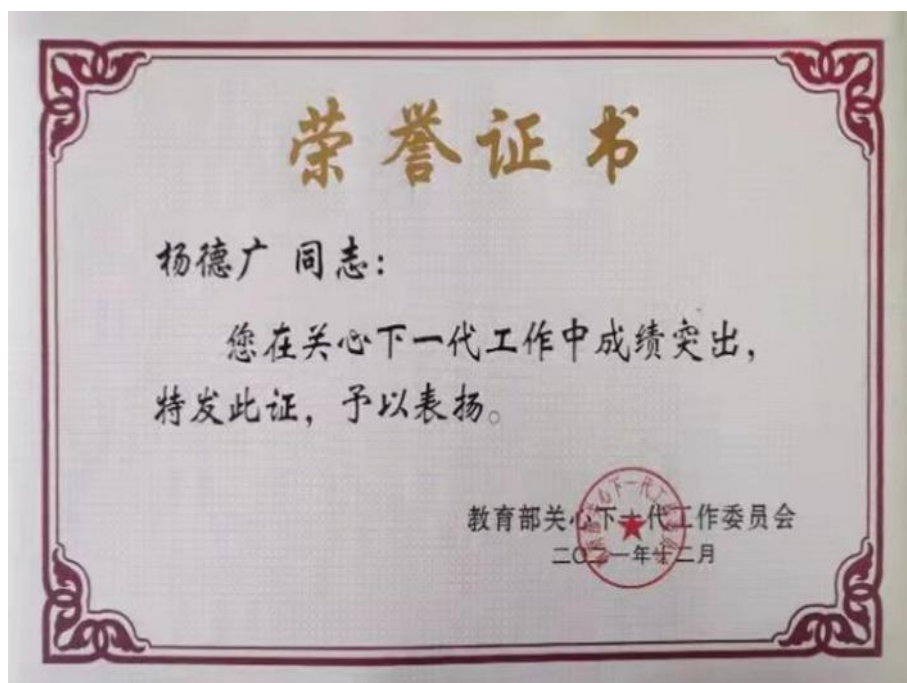 荣誉证书
杨德广 同志：
您在关心下一代工作中成绩突出，
特发此证，予以表扬。
教育部关心下一代工作委员会
二〇二一年十二月